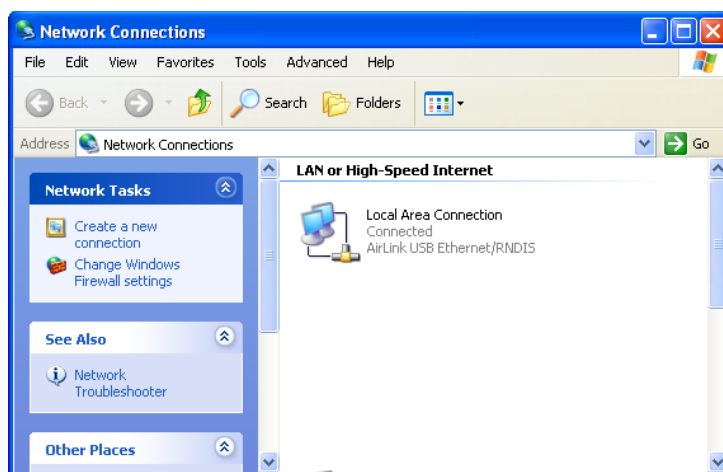 Network Connections
File Edit View Favorites Tools Advanced Help
Back Search Folders
Address Network Connections Go
Network Tasks
Create a new
connection
Change Windows
Firewall settings
See Also
Network
Troubleshooter
Other Places
LAN or High-Speed Internet
Local Area Connection
Connected
AirLink USB Ethernet/RNDIS